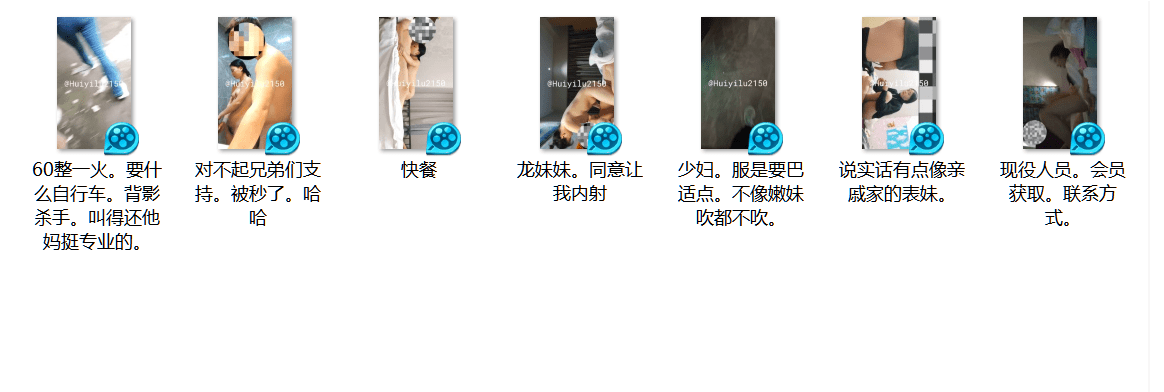 @Huiyilu2150
@Huiyilu2150
@Huiyilu2150
@Huiyilu2150
@Huiyilu2150
@Huiyilu2150
60整一火。要什
么自行车。背影
杀手。叫得还他
妈挺专业的。
对不起兄弟们支
持。被秒了。哈
哈
快餐
龙妹妹。同意让
我内射
少妇。服是要巴
适点。不像嫩妹
吹都不吹。
说实话有点像亲
戚家的表妹。
现役人员。会员
获取。联系方
式。